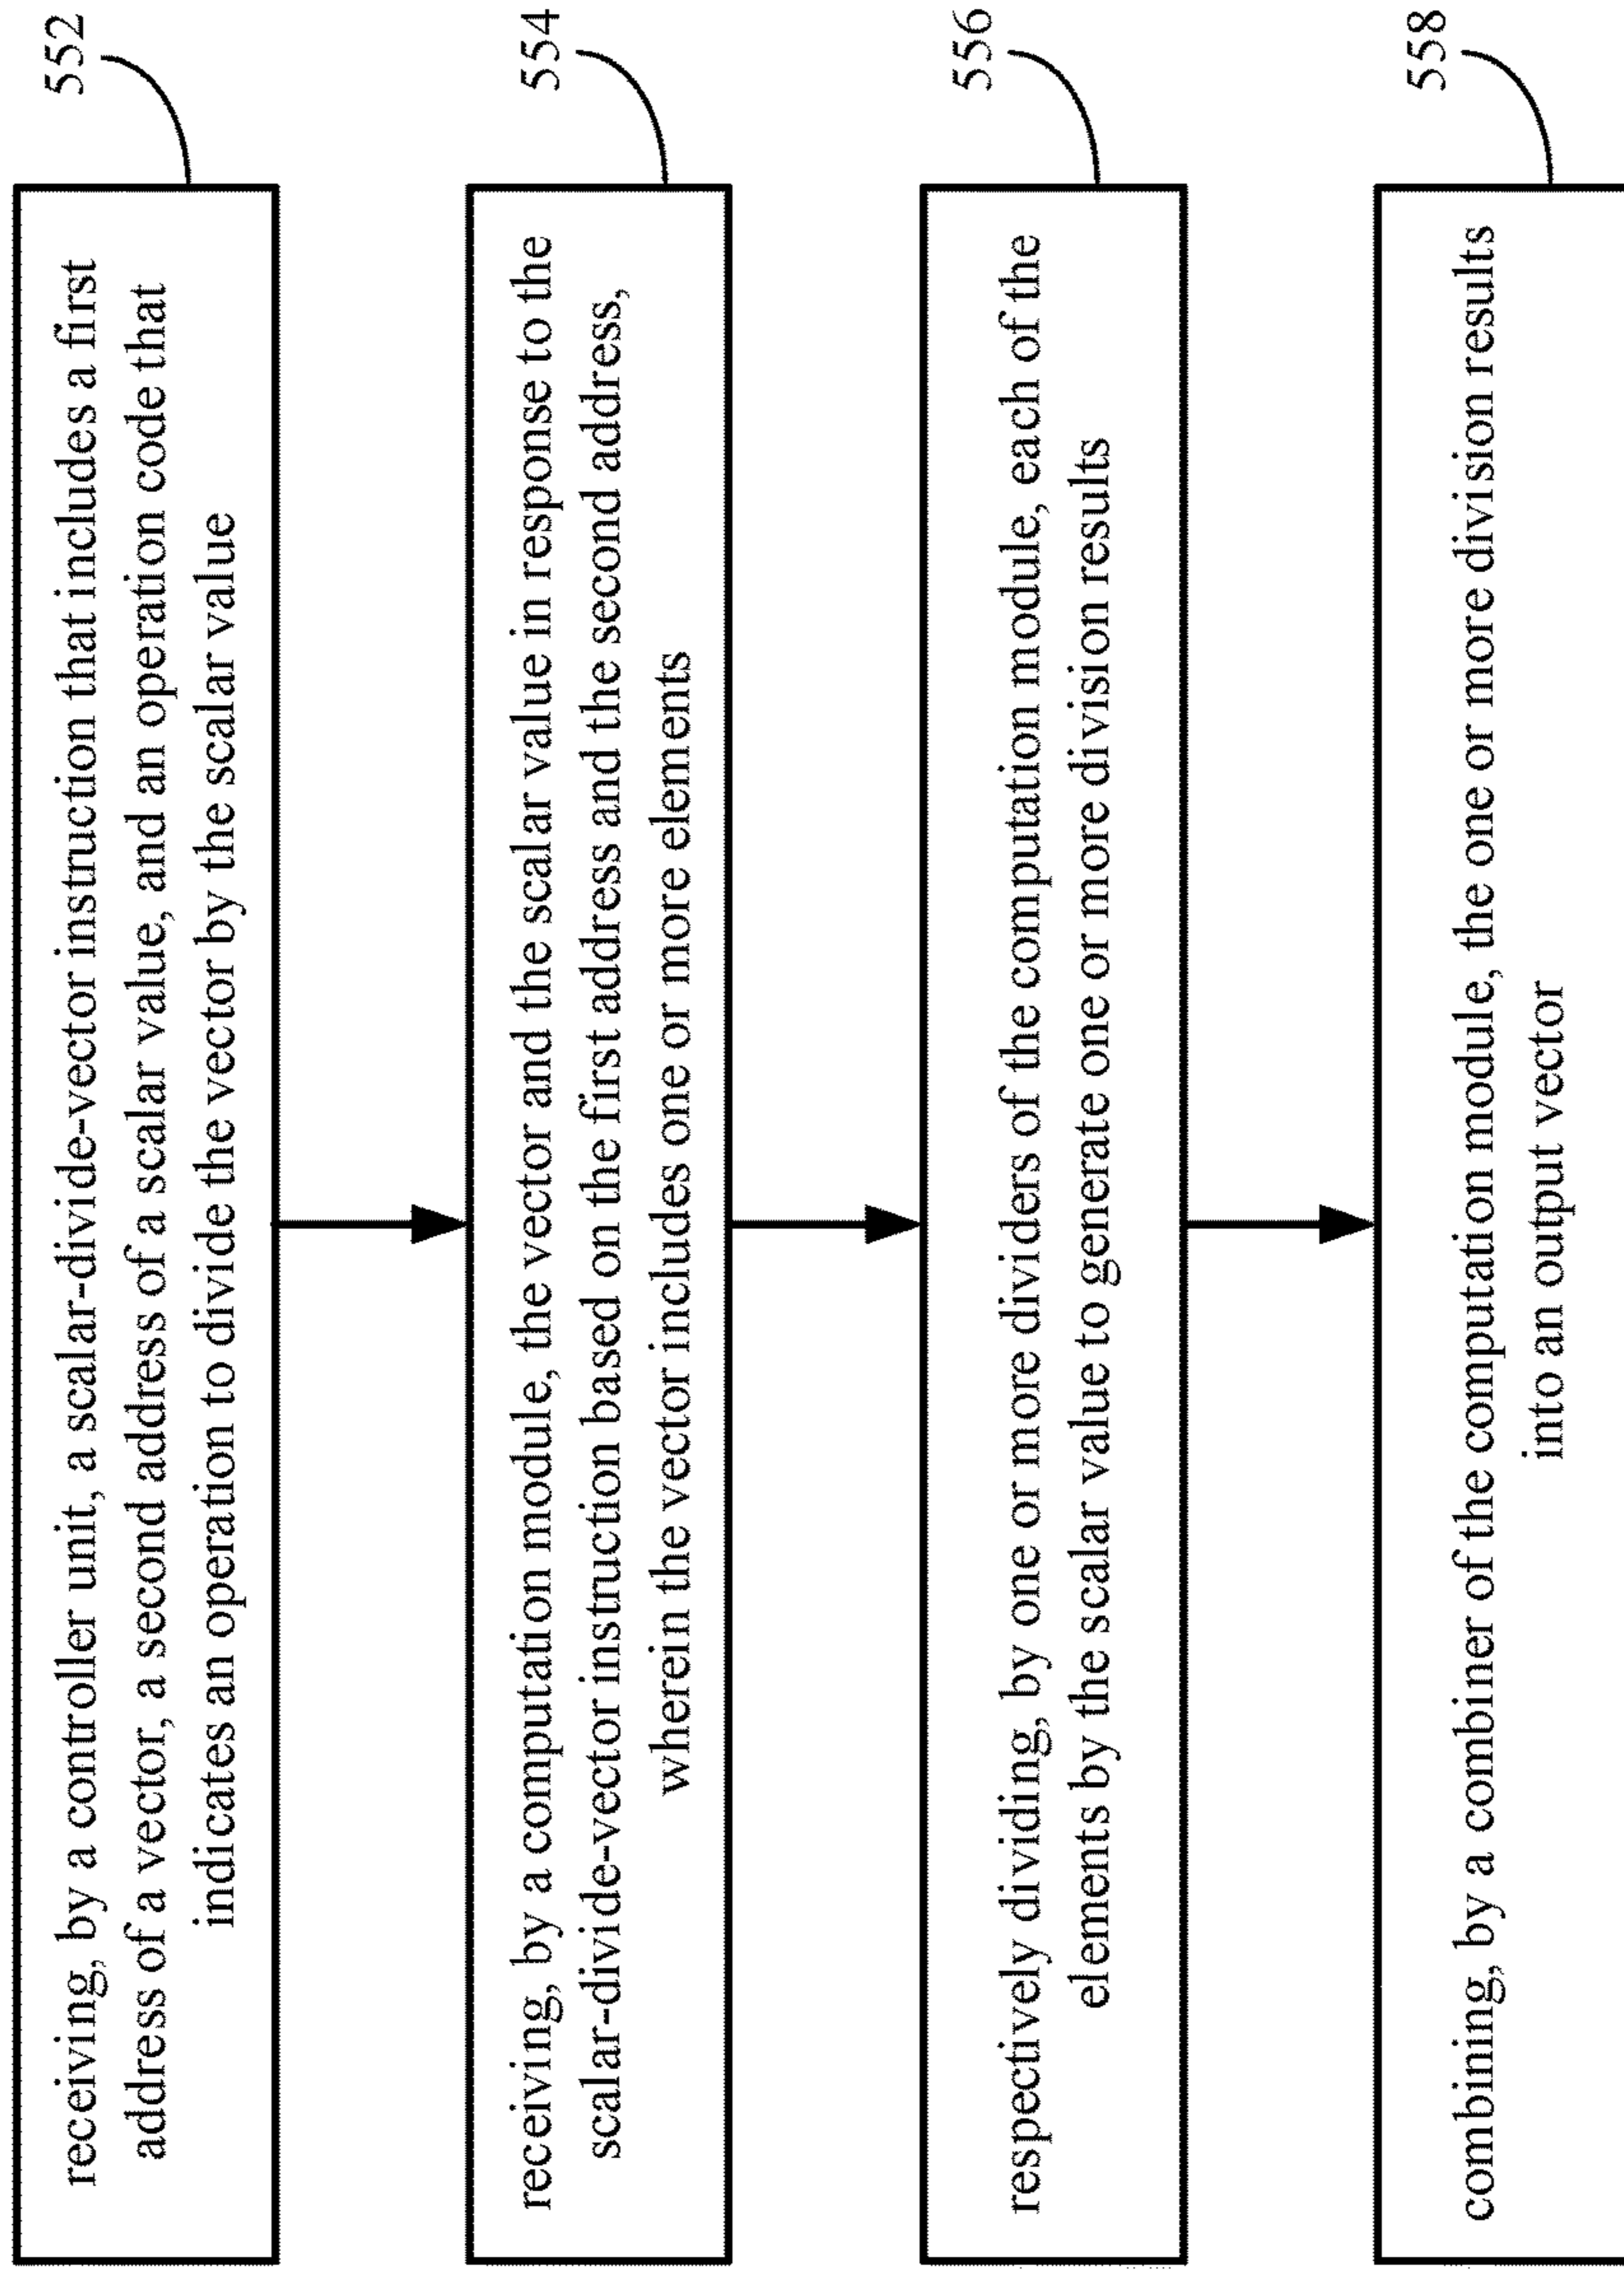 552
receiving, by a controller unit, a scalar-divide-vector instruction that includes a first
address of a vector, a second address of a scalar value, and an operation code that
indicates an operation to divide the vector by the scalar value
554
receiving, by a computation module, the vector and the scalar value in response to the
scalar-divide-vector instruction based on the first address and the second address,
wherein the vector includes one or more elements
556
respectively dividing, by one or more dividers of the computation module, each of the
elements by the scalar value to generate one or more division results
558
combining, by a combiner of the computation module, the one or more division results
into an output vector